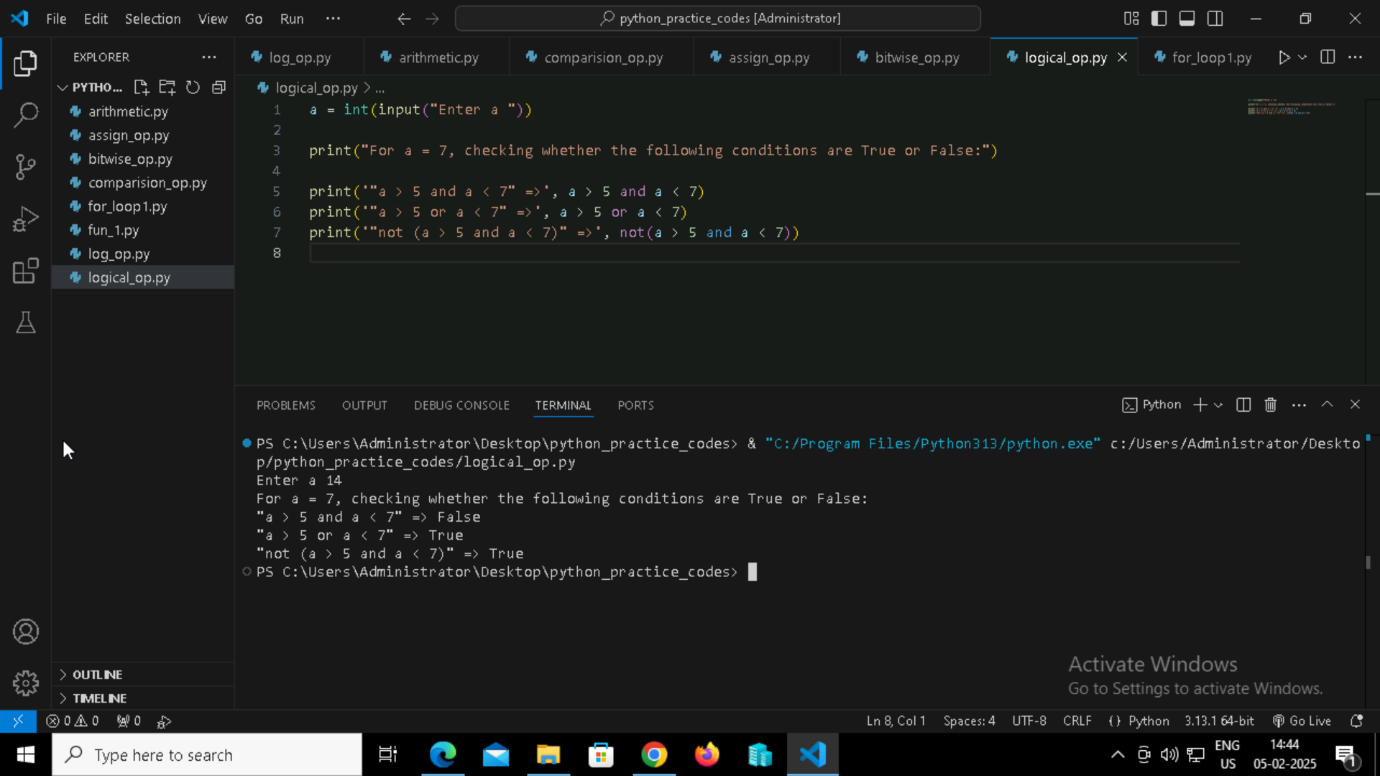 File Edit Selection View Go Run ··· python_practice_codes [Administrator]
EXPLORER ···
PYTHO...
arithmetic.py
assign_op.py
bitwise_op.py
comparision_op.py
for_loop1.py
fun_1.py
log_op.py
logical_op.py
OUTLINE
TIMELINE
log_op.py arithmetic.py comparision_op.py assign_op.py bitwise_op.py logical_op.py for_loop1.py ···
logical_op.py > ...
1 a = int(input("Enter a "))
2
3 print("For a = 7, checking whether the following conditions are True or False:")
4
5 print('"a > 5 and a < 7" =>', a > 5 and a < 7)
6 print('"a > 5 or a < 7" =>', a > 5 or a < 7)
7 print('"not (a > 5 and a < 7)" =>', not(a > 5 and a < 7))
8
PROBLEMS OUTPUT DEBUG CONSOLE TERMINAL PORTS Python ···
PS C:\Users\Administrator\Desktop\python_practice_codes> & "C:/Program Files/Python313/python.exe" c:/Users/Administrator/Deskto
p/python_practice_codes/logical_op.py
Enter a 14
For a = 7, checking whether the following conditions are True or False:
"a > 5 and a < 7" => False
"a > 5 or a < 7" => True
"not (a > 5 and a < 7)" => True
PS C:\Users\Administrator\Desktop\python_practice_codes>
Activate Windows
Go to Settings to activate Windows.
0 0 0 Ln 8, Col 1 Spaces: 4 UTF-8 CRLF {} Python 3.13.1 64-bit Go Live
Type here to search
ENG
US
14:44
05-02-2025
1